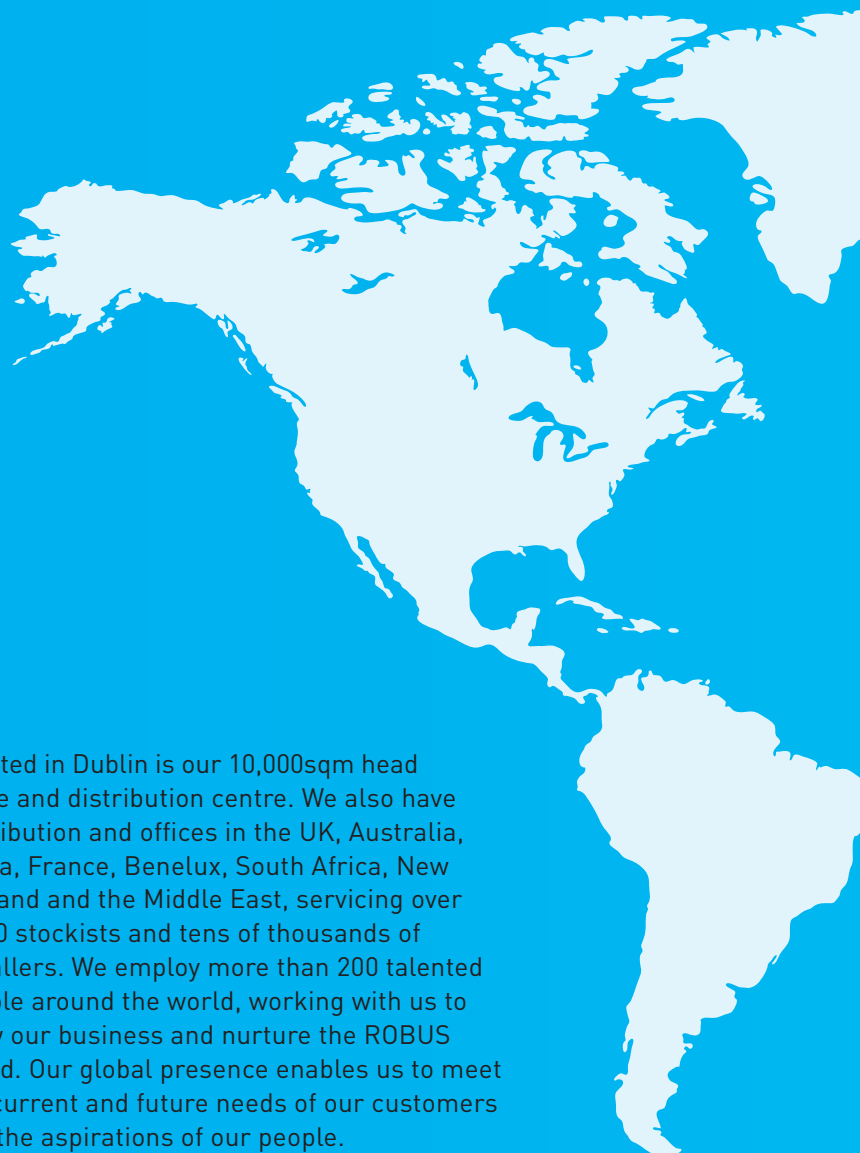 ted in Dublin is our 10,000sqm head
e and distribution centre. We also have
ribution and offices in the UK, Australia,
a, France, Benelux, South Africa, New
and and the Middle East, servicing over
0 stockists and tens of thousands of
allers. We employ more than 200 talented
ple around the world, working with us to
our business and nurture the ROBUS
d. Our global presence enables us to meet
current and future needs of our customers
the aspirations of our people.